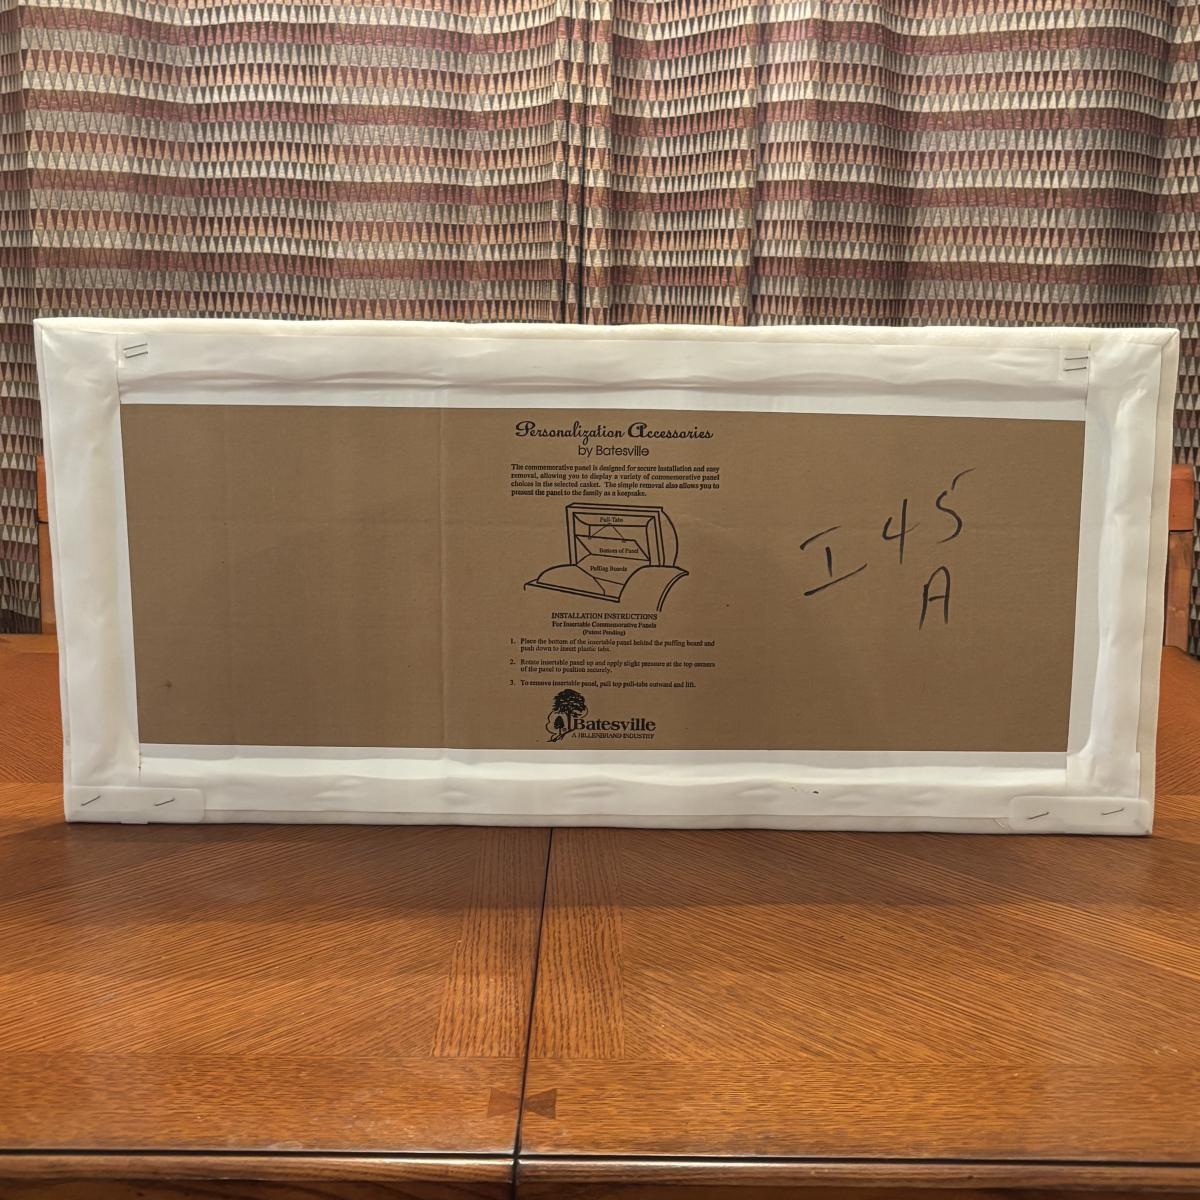 Personalization Accessories
by Batesville
The commemorative panel is designed for secure installation and easy
removal, allowing you to display a variety of commemorative panel
choices in the selected casket. The simple removal also allows you to
present the panel to the family as a keepsake.
Pull-Tabs
Bottom of Panel
Puffing Boards
I 45
A
INSTALLATION INSTRUCTIONS
For Insertable Commemorative Panels
(Patent Pending)
1. Place the bottom of the insertable panel behind the puffing board and
push down to insert plastic tabs.
2. Rotate insertable panel up and apply slight pressure at the top corners
of the panel to position securely.
3. To remove insertable panel, pull top pull-tabs outward and lift.
Batesville
A HILLENBRAND INDUSTRY